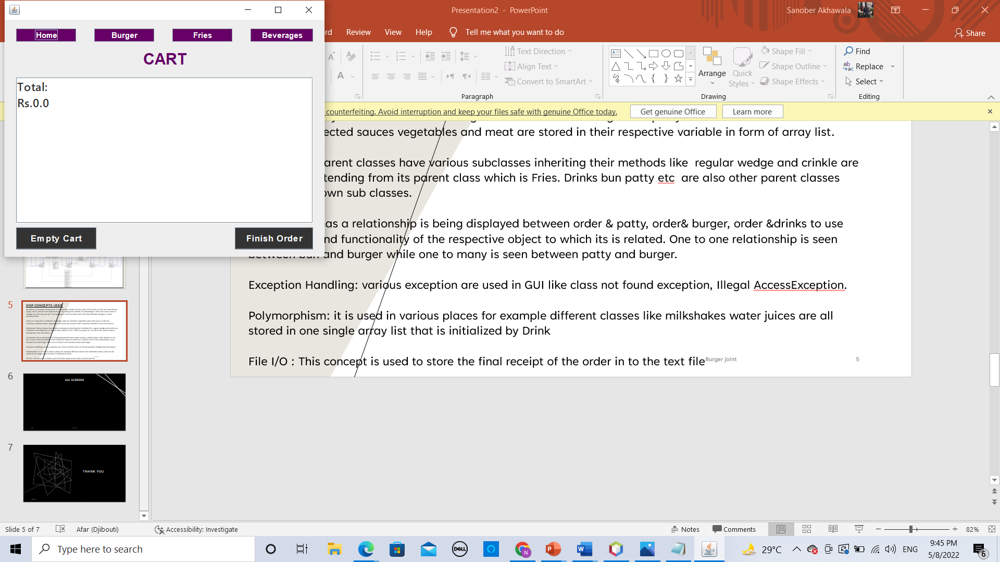 Presentation2 - PowerPoint
Sanober Akhawala
Home
Burger
Fries
Beverages
CART
Total:
Rs.0.0
Empty Cart
Finish Order
rd
Review
View
Help
Tell me what you want to do
Share
Text Direction
Align Text
Convert to SmartArt
Paragraph
Arrange
Quick
Styles
Shape Fill
Shape Outline
Shape Effects
Drawing
Find
Replace
Select
Editing
counterfeiting. Avoid interruption and keep your files safe with genuine Office today.
Get genuine Office
Learn more
ected sauces vegetables and meat are stored in their respective variable in form of array list.
arent classes have various subclasses inheriting their methods like regular wedge and crinkle are
tending from its parent class which is Fries. Drinks bun patty etc are also other parent classes
own sub classes.
as a relationship is being displayed between order & patty, order& burger, order &drinks to use
nd functionality of the respective object to which its is related. One to one relationship is seen
between bun and burger while one to many is seen between patty and burger.
Exception Handling: various exception are used in GUI like class not found exception, Illegal AccessException.
Polymorphism: it is used in various places for example different classes like milkshakes water juices are all
stored in one single array list that is initialized by Drink
File I/O : This concept is used to store the final receipt of the order in to the text file
Burger joint
5
5
OOP CONCEPTS USED
6
GUI SCREENS
7
THANK YOU
Slide 5 of 7
Afar (Djibouti)
Accessibility: Investigate
Notes
Comments
82%
Type here to search
DELL
N
29°C
ENG
9:45 PM
5/8/2022
6